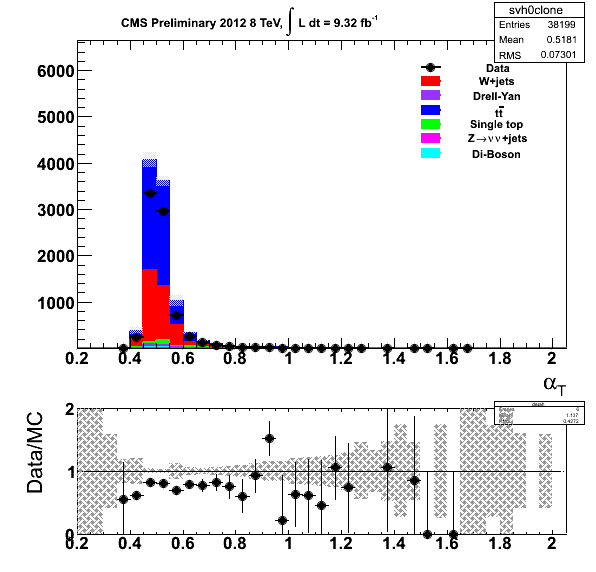 CMS Preliminary 2012 8 TeV, ∫ L dt = 9.32 fb⁻¹
svh0clone
Entries 38199
Mean 0.5181
RMS 0.07301
Data
W+jets
Drell-Yan
tt̅
Single top
Z→νν+jets
Di-Boson
6000
5000
4000
3000
2000
1000
0.2 0.4 0.6 0.8 1 1.2 1.4 1.6 1.8 2
α_T
Data/MC
2
1
0
0.4 0.6 0.8 1 1.2 1.4 1.6 1.8 2